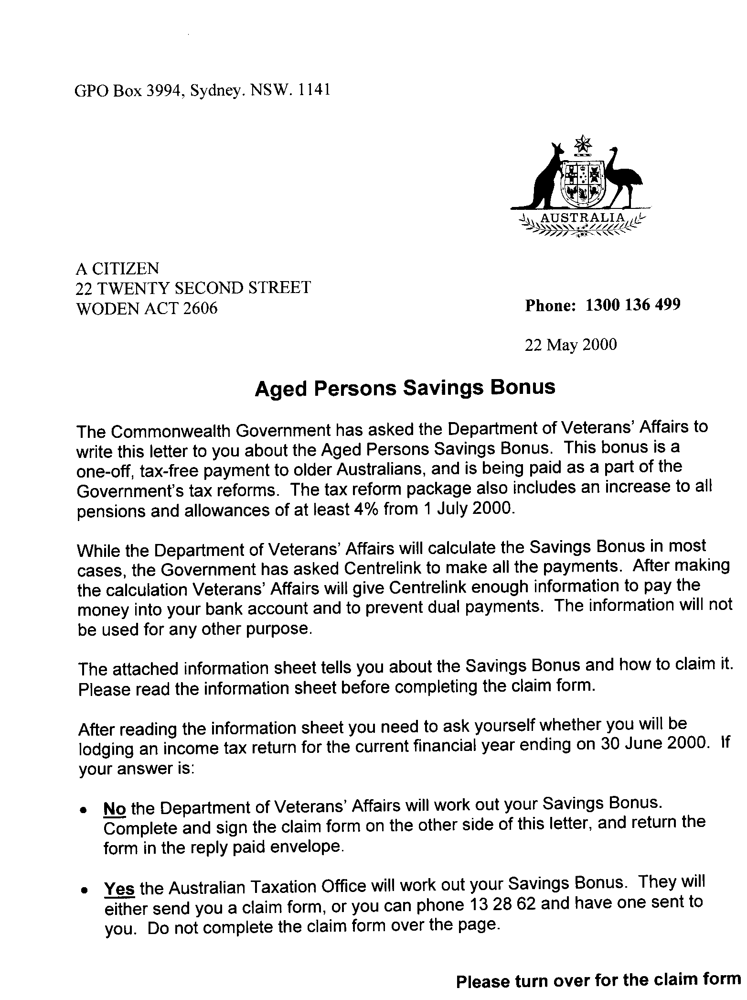 GPO Box 3994, Sydney. NSW. 1141
AUSTRALIA
A CITIZEN
22 TWENTY SECOND STREET
WODEN ACT 2606
Phone: 1300 136 499
22 May 2000
Aged Persons Savings Bonus
The Commonwealth Government has asked the Department of Veterans' Affairs to
write this letter to you about the Aged Persons Savings Bonus. This bonus is a
one-off, tax-free payment to older Australians, and is being paid as a part of the
Government's tax reforms. The tax reform package also includes an increase to all
pensions and allowances of at least 4% from 1 July 2000.
While the Department of Veterans' Affairs will calculate the Savings Bonus in most
cases, the Government has asked Centrelink to make all the payments. After making
the calculation Veterans' Affairs will give Centrelink enough information to pay the
money into your bank account and to prevent dual payments. The information will not
be used for any other purpose.
The attached information sheet tells you about the Savings Bonus and how to claim it.
Please read the information sheet before completing the claim form.
After reading the information sheet you need to ask yourself whether you will be
lodging an income tax return for the current financial year ending on 30 June 2000. If
your answer is:
• No the Department of Veterans' Affairs will work out your Savings Bonus.
Complete and sign the claim form on the other side of this letter, and return the
form in the reply paid envelope.
• Yes the Australian Taxation Office will work out your Savings Bonus. They will
either send you a claim form, or you can phone 13 28 62 and have one sent to
you. Do not complete the claim form over the page.
Please turn over for the claim form